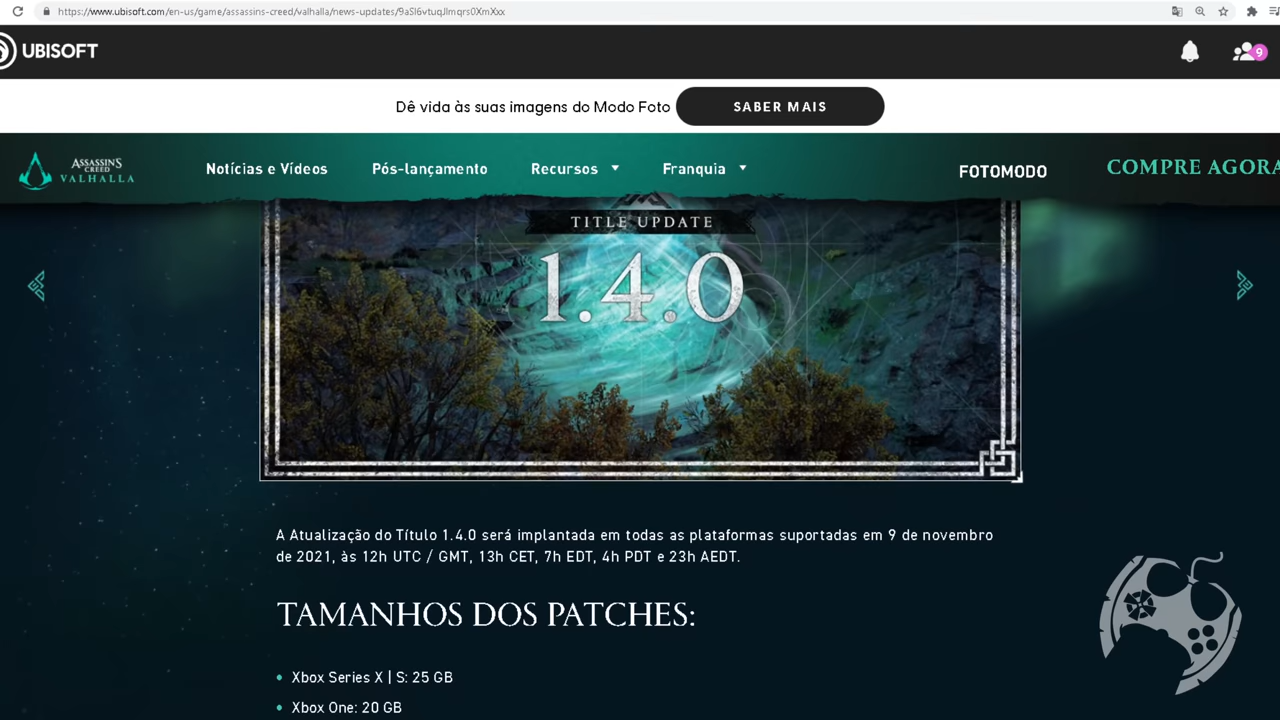 https://www.ubisoft.com/en-us/game/assassins-creed/valhalla/news-updates/9aSl6vtuqJlmqrs0XmXxx
UBISOFT
9
Dê vida às suas imagens do Modo Foto
SABER MAIS
ASSASSIN'S CREED VALHALLA
Notícias e Vídeos
Pós-lançamento
Recursos
Franquia
FOTOMODO
COMPRE AGORA
TITLE UPDATE
1.4.0
A Atualização do Título 1.4.0 será implantada em todas as plataformas suportadas em 9 de novembro
de 2021, às 12h UTC / GMT, 13h CET, 7h EDT, 4h PDT e 23h AEDT.
TAMANHOS DOS PATCHES:
Xbox Series X | S: 25 GB
Xbox One: 20 GB